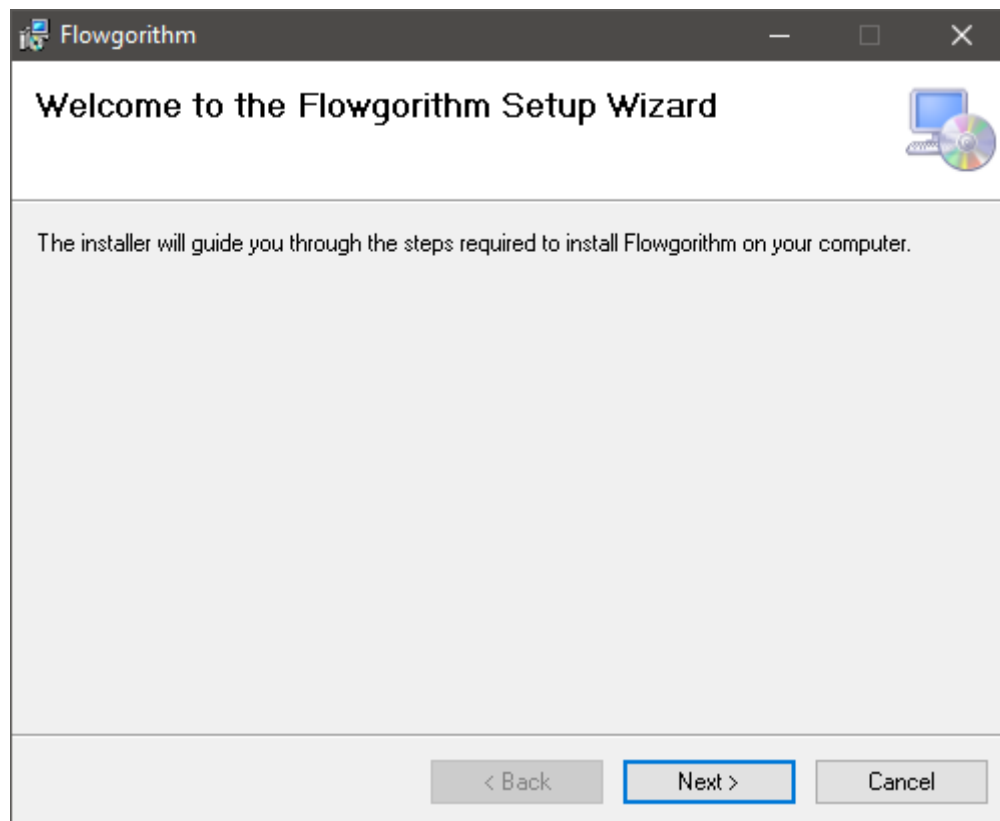 Flowgorithm
Welcome to the Flowgorithm Setup Wizard
The installer will guide you through the steps required to install Flowgorithm on your computer.
< Back
Next >
Cancel